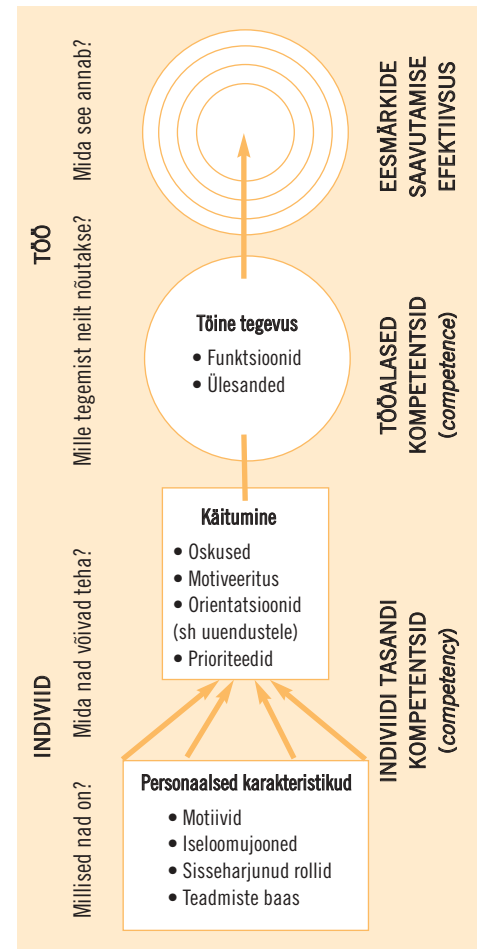 TÖÖ
Mida see annab?
EESMÄRKIDE
SAAVUTAMISE
EFEKTIIVSUS
Mille tegemist neilt nõutakse?
Töine tegevus
• Funktsioonid
• Ülesanded
TÖÖALASED
KOMPETENTSID
(competence)
INDIVIID
Mida nad võivad teha?
Käitumine
• Oskused
• Motiveeritus
• Orientatsioonid
(sh uuendustele)
• Prioriteedid
INDIVIIDI TASANDI
KOMPETENTSID
(competency)
Millised nad on?
Personaalsed karakteristikud
• Motiivid
• Iseloomujooned
• Sisseharjunud rollid
• Teadmiste baas